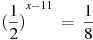 (1/2)^{x-11} = 1/8